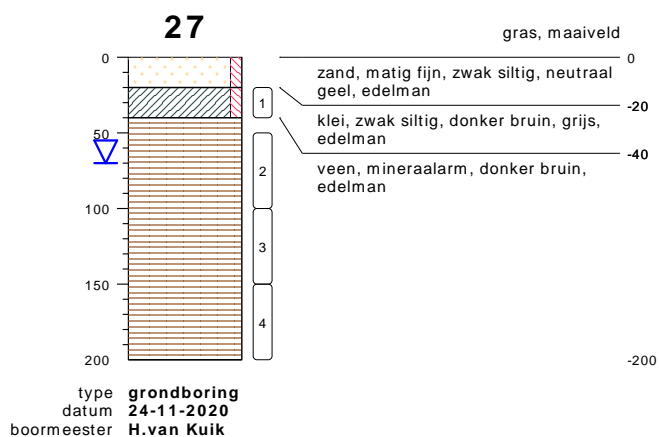 27
gras, maaiveld
0
0
zand, matig fijn, zwak siltig, neutraal
geel, edelman
-20
1
klei, zwak siltig, donker bruin, grijs,
edelman
50
-40
2
veen, mineraalarm, donker bruin,
edelman
100
3
150
4
200
-200
type grondboring
datum 24-11-2020
boormeester H.van Kuik